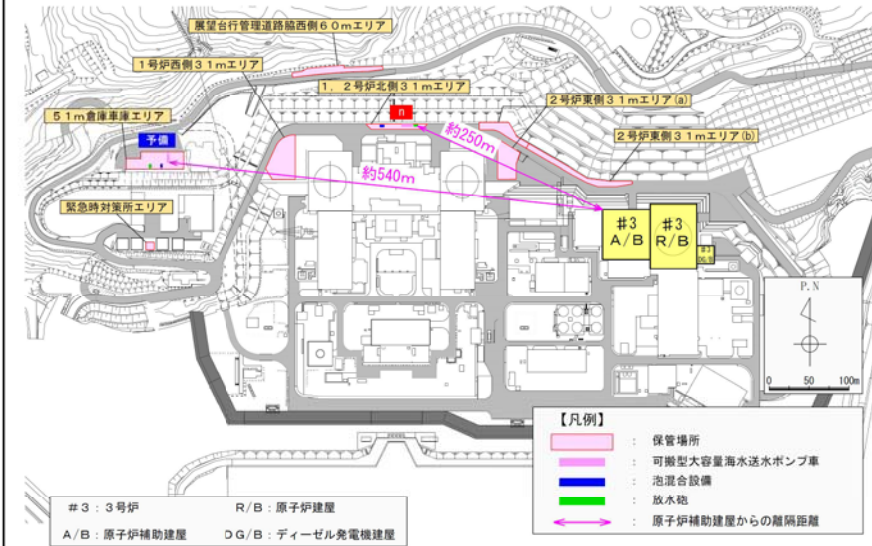 展望台行管理道路脇西側60mエリア
1号炉西側31mエリア
1,2号炉北側31mエリア
2号炉東側31mエリア(a)
51m倉庫車庫エリア
n
予備
約250m
2号炉東側31mエリア(b)
約540m
緊急時対策所エリア
#3
A/B
#3
R/B
#3
DG/B
P.N
0 50 100m
【凡例】
: 保管場所
: 可搬型大容量海水送水ポンプ車
: 泡混合設備
: 放水砲
: 原子炉補助建屋からの離隔距離
#3:3号炉 R/B:原子炉建屋
A/B:原子炉補助建屋 DG/B:ディーゼル発電機建屋